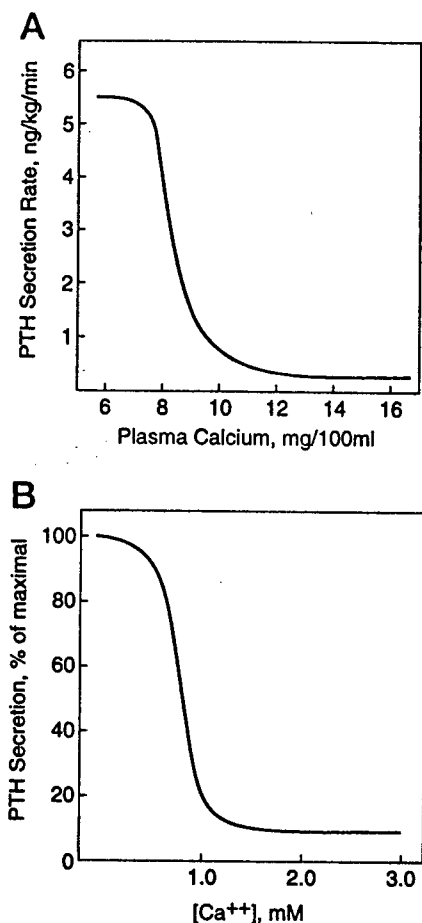 A
PTH Secretion Rate, ng/kg/min
6
5
4
3
2
1
6 8 10 12 14 16
Plasma Calcium, mg/100ml
B
PTH Secretion, % of maximal
100
80
60
40
20
0
1.0 2.0 3.0
[Ca++], mM